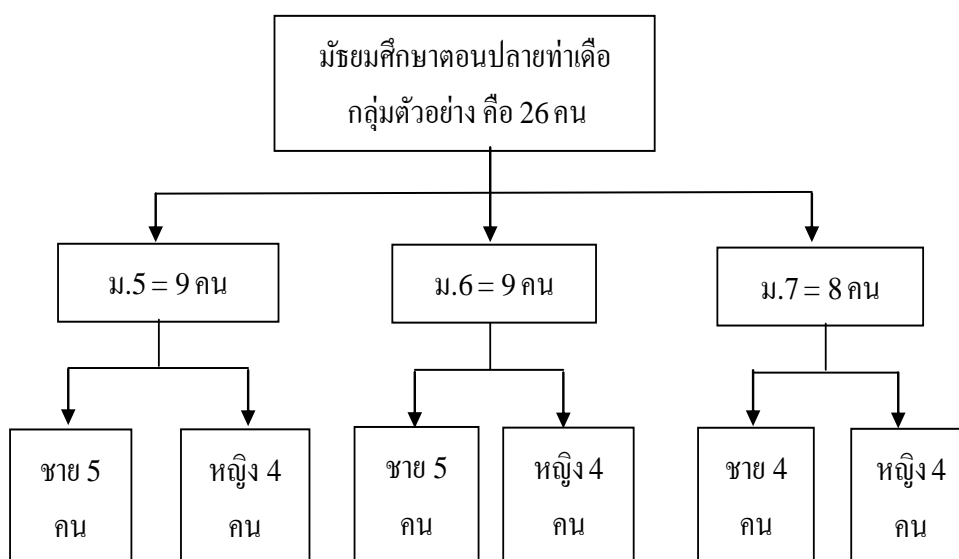 มัธยมศึกษาตอนปลายท่าเดื่อ
กลุ่มตัวอย่าง คือ 26 คน
ม.5 = 9 คน
ม.6 = 9 คน
ม.7 = 8 คน
ชาย 5
คน
หญิง 4
คน
ชาย 5
คน
หญิง 4
คน
ชาย 4
คน
หญิง 4
คน